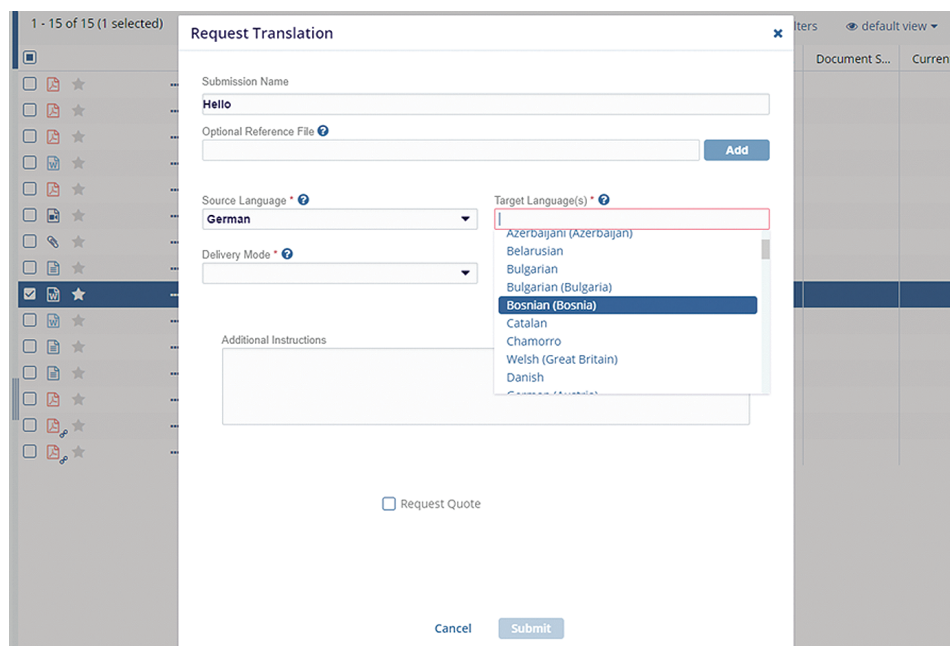 1 - 15 of 15 (1 selected)
Request Translation
lters
default view
Document S...
Curren
Submission Name
Hello
Optional Reference File
Add
Source Language *
German
Target Language(s) *
Azerbaijani (Azerbaijan)
Belarusian
Bulgarian
Bulgarian (Bulgaria)
Bosnian (Bosnia)
Catalan
Chamorro
Welsh (Great Britain)
Danish
German (Austria)
Delivery Mode *
Additional Instructions
Request Quote
Cancel
Submit